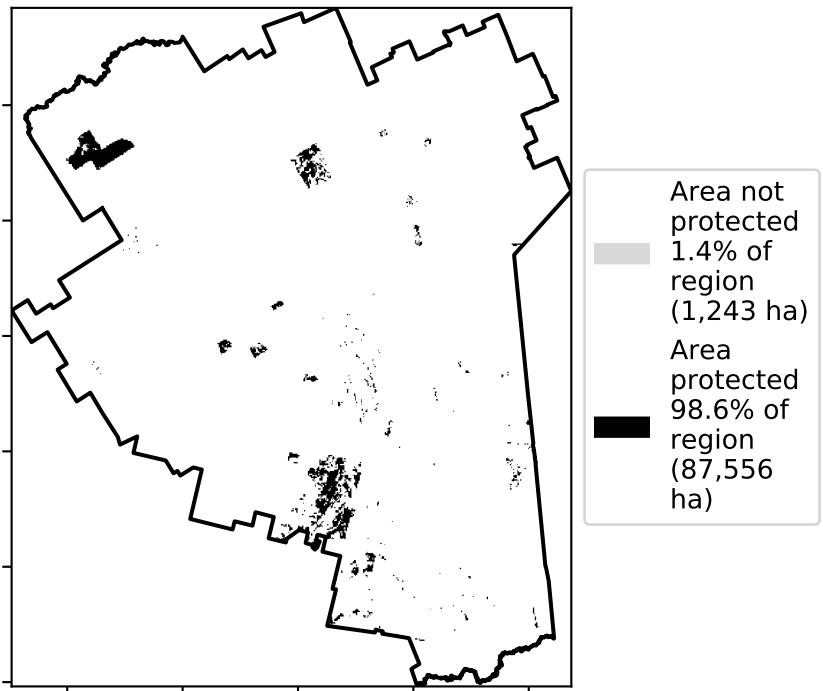 Area not
protected
1.4% of
region
(1,243 ha)
Area
protected
98.6% of
region
(87,556
ha)